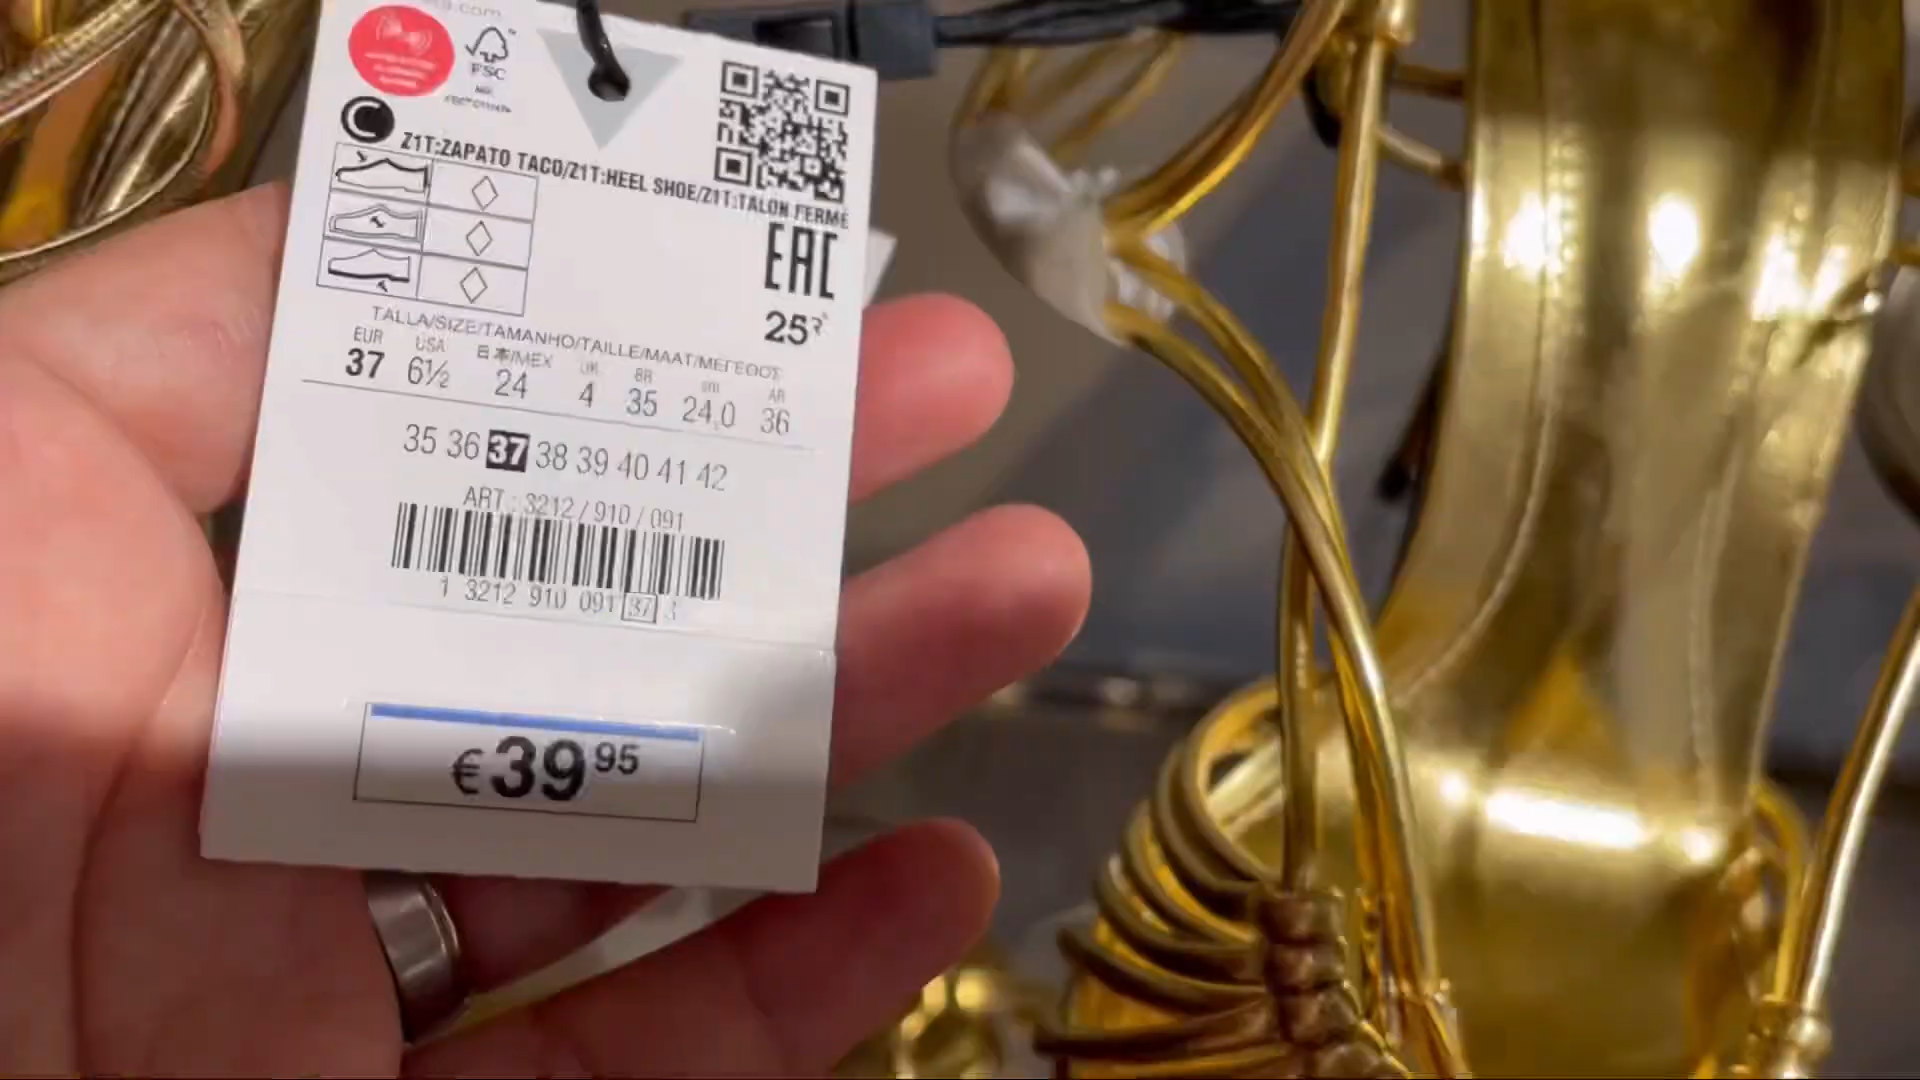 FSC
Z1T:ZAPATO TACO/Z1T:HEEL SHOE/Z1T:TALON FERMÉ
EAC
25
TALLA/SIZE/TAMANHO/TAILLE/MAAT/ΜΕΓΕΘΟΣ
EUR USA 日本/MEX UK BR cm AR
37 6½ 24 4 35 24,0 36
35 36 37 38 39 40 41 42
ART.: 3212 / 910 / 091
1 3212 910 091 37 3
€39 95